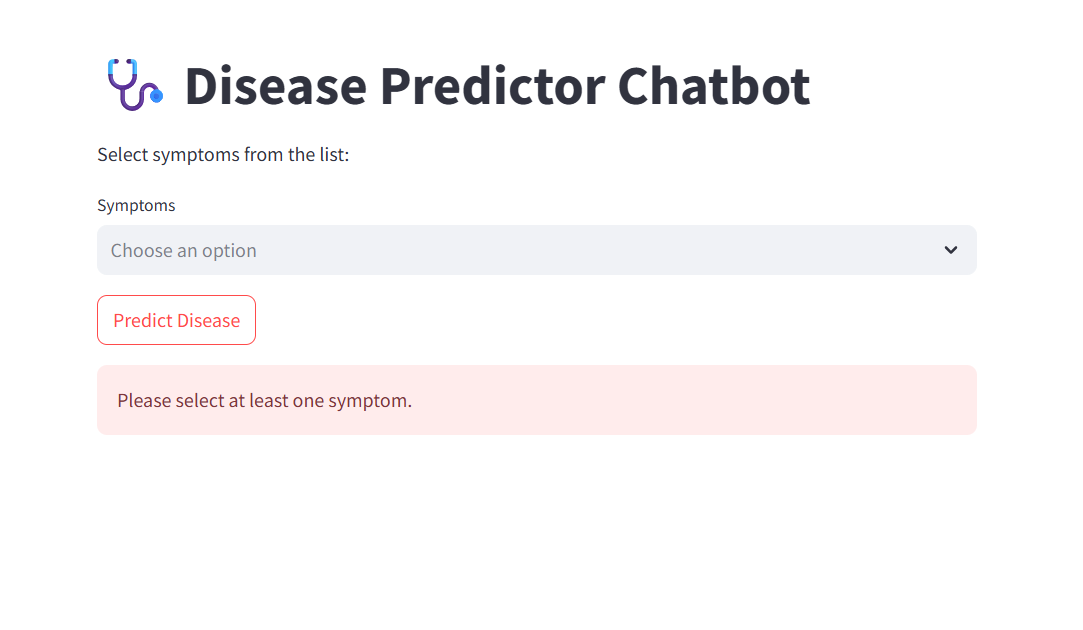 Disease Predictor Chatbot
Select symptoms from the list:
Symptoms
Choose an option
Predict Disease
Please select at least one symptom.